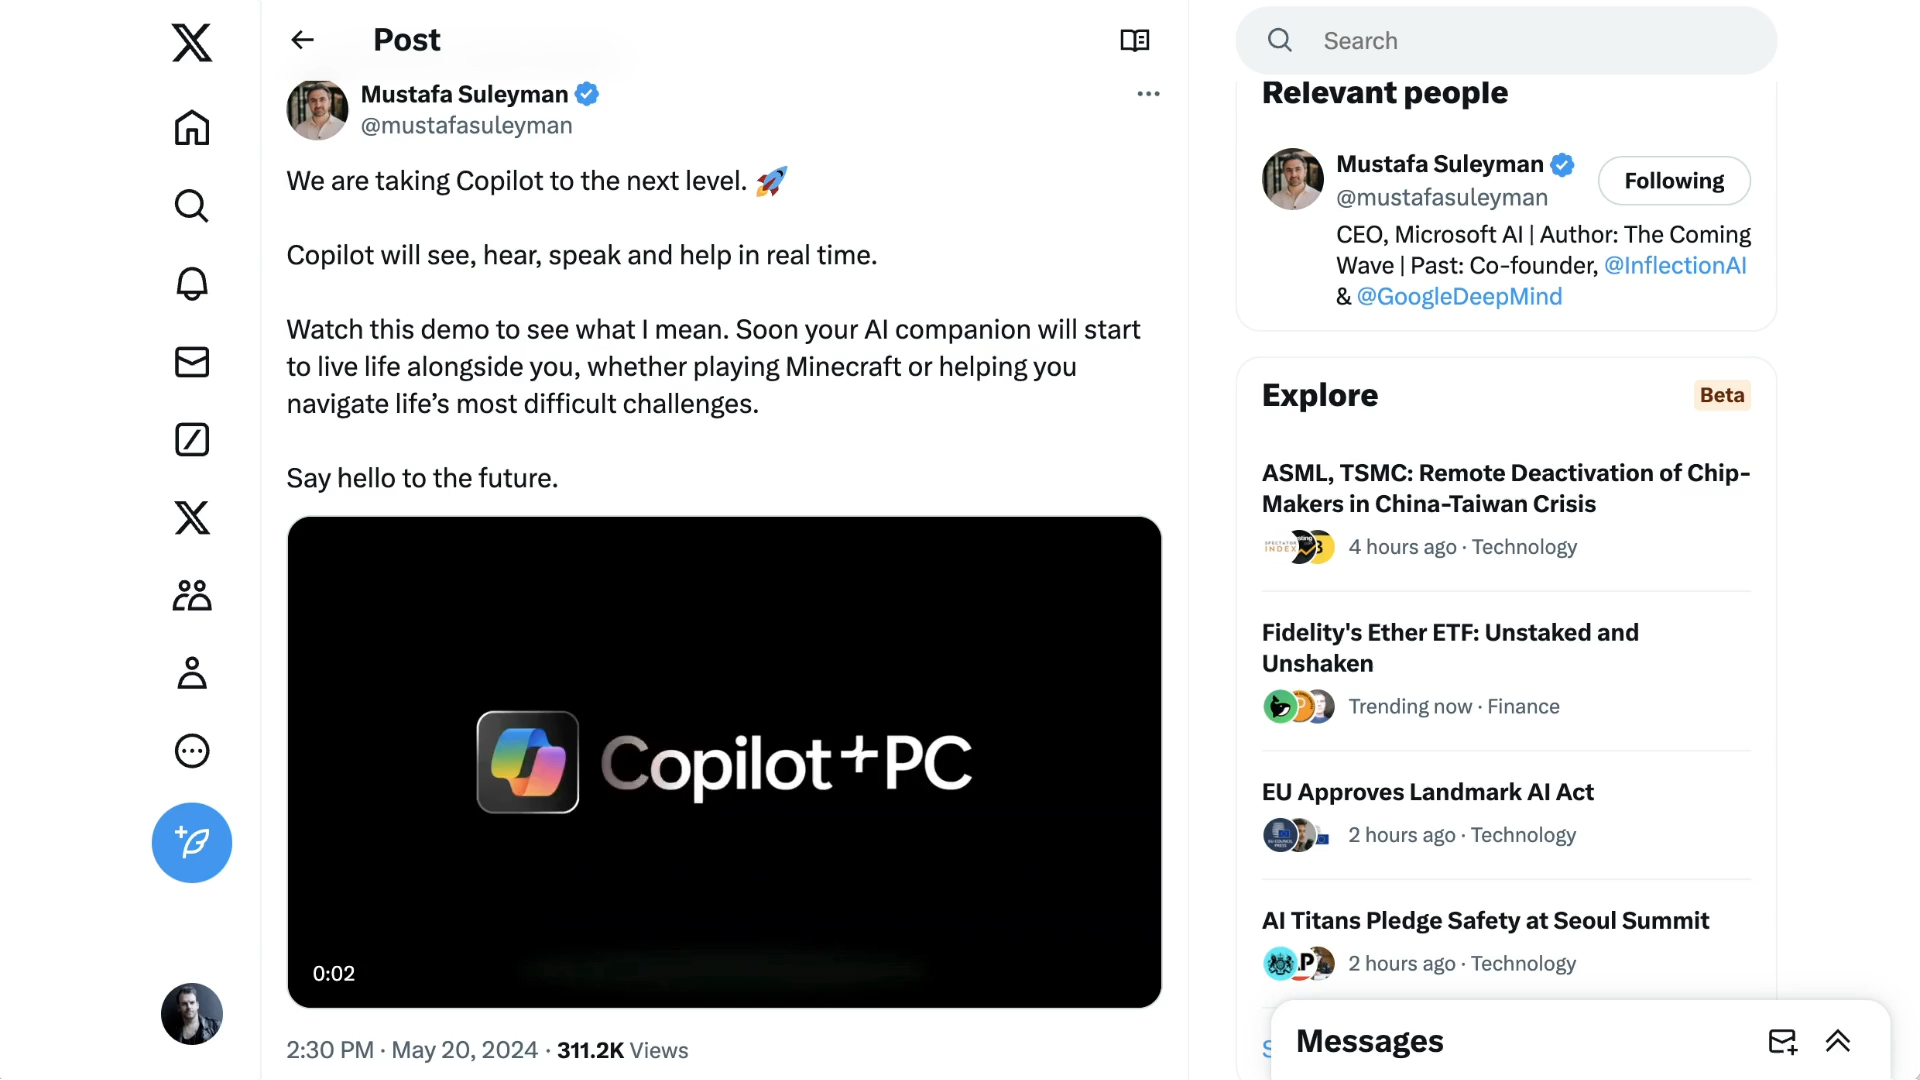 Post
Mustafa Suleyman
@mustafasuleyman
We are taking Copilot to the next level. 🚀
Copilot will see, hear, speak and help in real time.
Watch this demo to see what I mean. Soon your AI companion will start
to live life alongside you, whether playing Minecraft or helping you
navigate life’s most difficult challenges.
Say hello to the future.
Copilot+PC
0:02
2:30 PM · May 20, 2024 · 311.2K Views
Search
Relevant people
Mustafa Suleyman
@mustafasuleyman
Following
CEO, Microsoft AI | Author: The Coming
Wave | Past: Co-founder, @InflectionAI
& @GoogleDeepMind
Explore
Beta
ASML, TSMC: Remote Deactivation of Chip-
Makers in China-Taiwan Crisis
4 hours ago · Technology
Fidelity's Ether ETF: Unstaked and
Unshaken
Trending now · Finance
EU Approves Landmark AI Act
2 hours ago · Technology
AI Titans Pledge Safety at Seoul Summit
2 hours ago · Technology
Messages